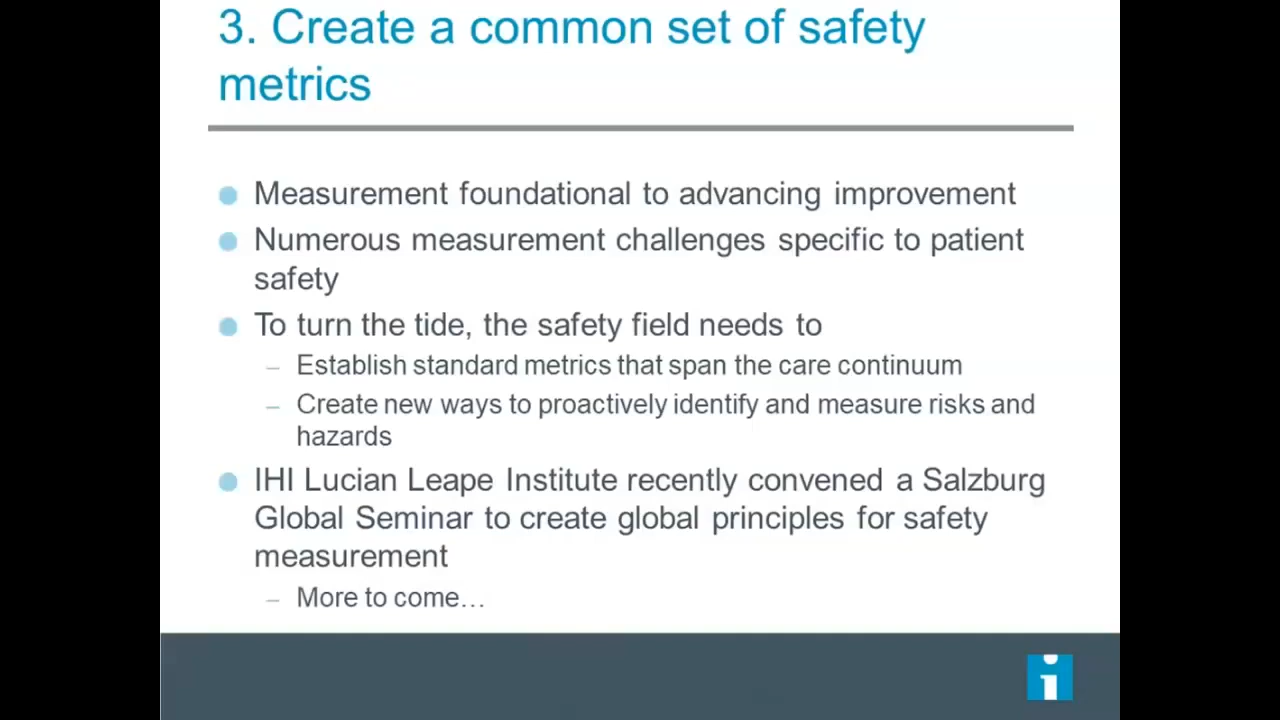 3. Create a common set of safety
metrics
Measurement foundational to advancing improvement
Numerous measurement challenges specific to patient
safety
To turn the tide, the safety field needs to
– Establish standard metrics that span the care continuum
– Create new ways to proactively identify and measure risks and
hazards
IHI Lucian Leape Institute recently convened a Salzburg
Global Seminar to create global principles for safety
measurement
– More to come…
i